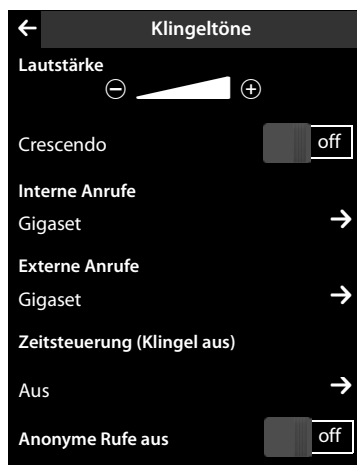 Klingeltöne
Lautstärke
Crescendo off
Interne Anrufe
Gigaset
Externe Anrufe
Gigaset
Zeitsteuerung (Klingel aus)
Aus
Anonyme Rufe aus off